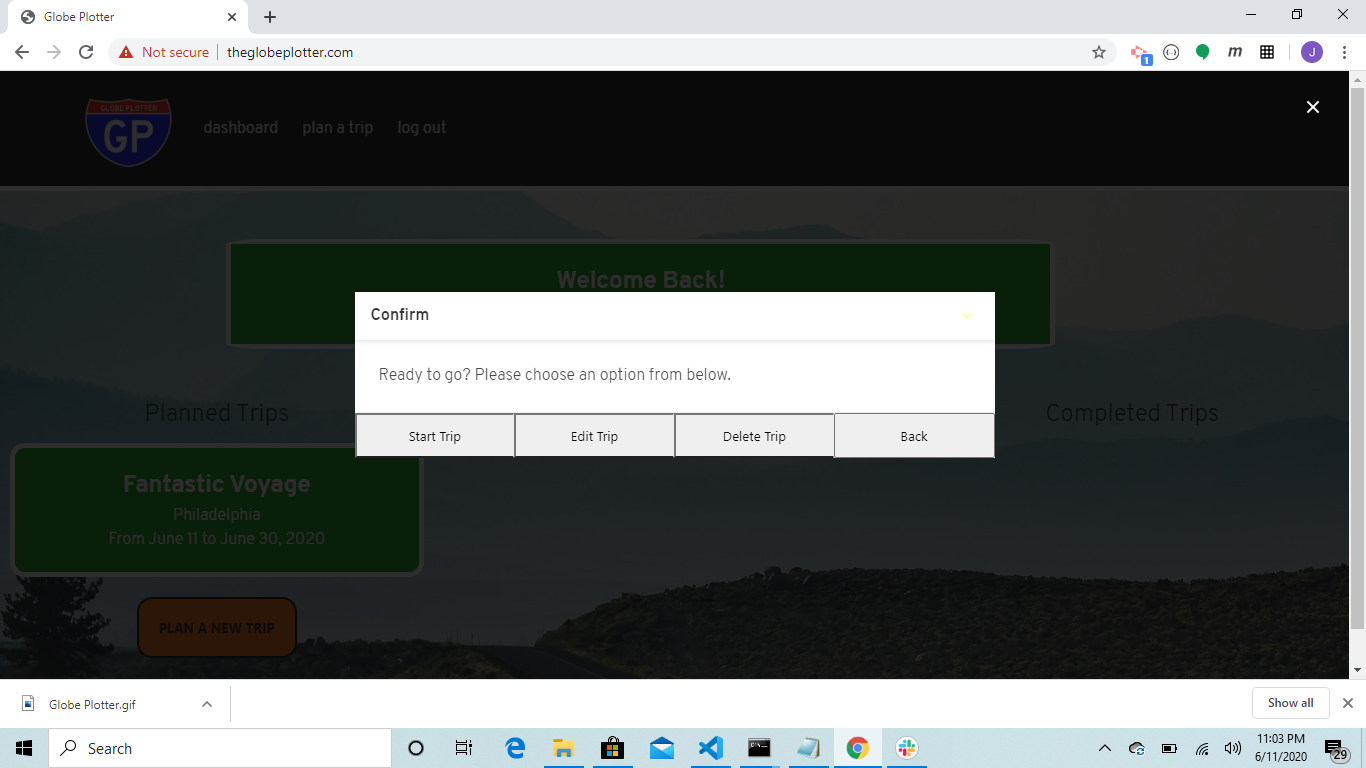 Globe Plotter
Not secure
theglobeplotter.com
1
m
J
GLOBE PLOTTER
GP
dashboard
plan a trip
log out
Welcome Back!
Confirm
Ready to go? Please choose an option from below.
Start Trip
Edit Trip
Delete Trip
Back
Planned Trips
Completed Trips
Fantastic Voyage
Philadelphia
From June 11 to June 30, 2020
PLAN A NEW TRIP
Globe Plotter.gif
Show all
Search
11:03 PM
6/11/2020
29